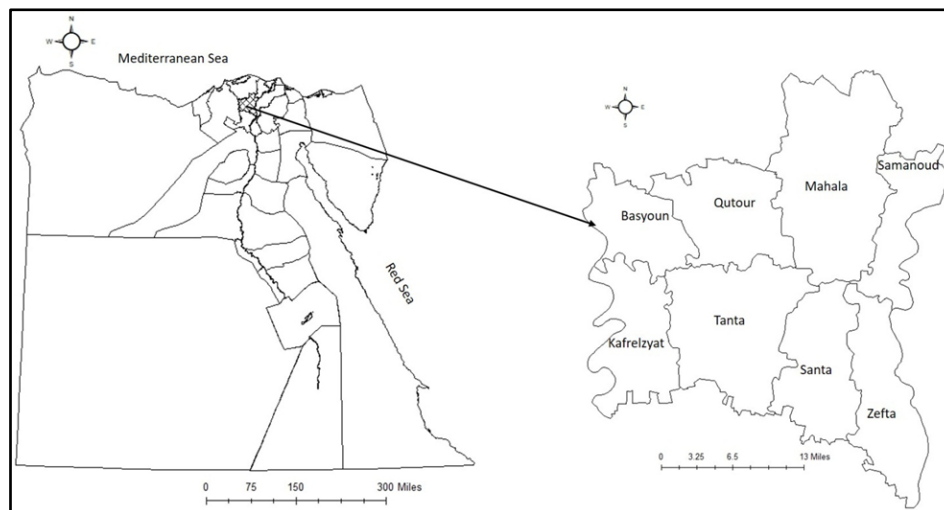 N
W E
S
Mediterranean Sea
Red Sea
0 75 150 300 Miles
N
W E
S
Samanoud
Mahala
Qutour
Basyoun
Tanta
Kafrelzyat
Santa
Zefta
0 3.25 6.5 13 Miles